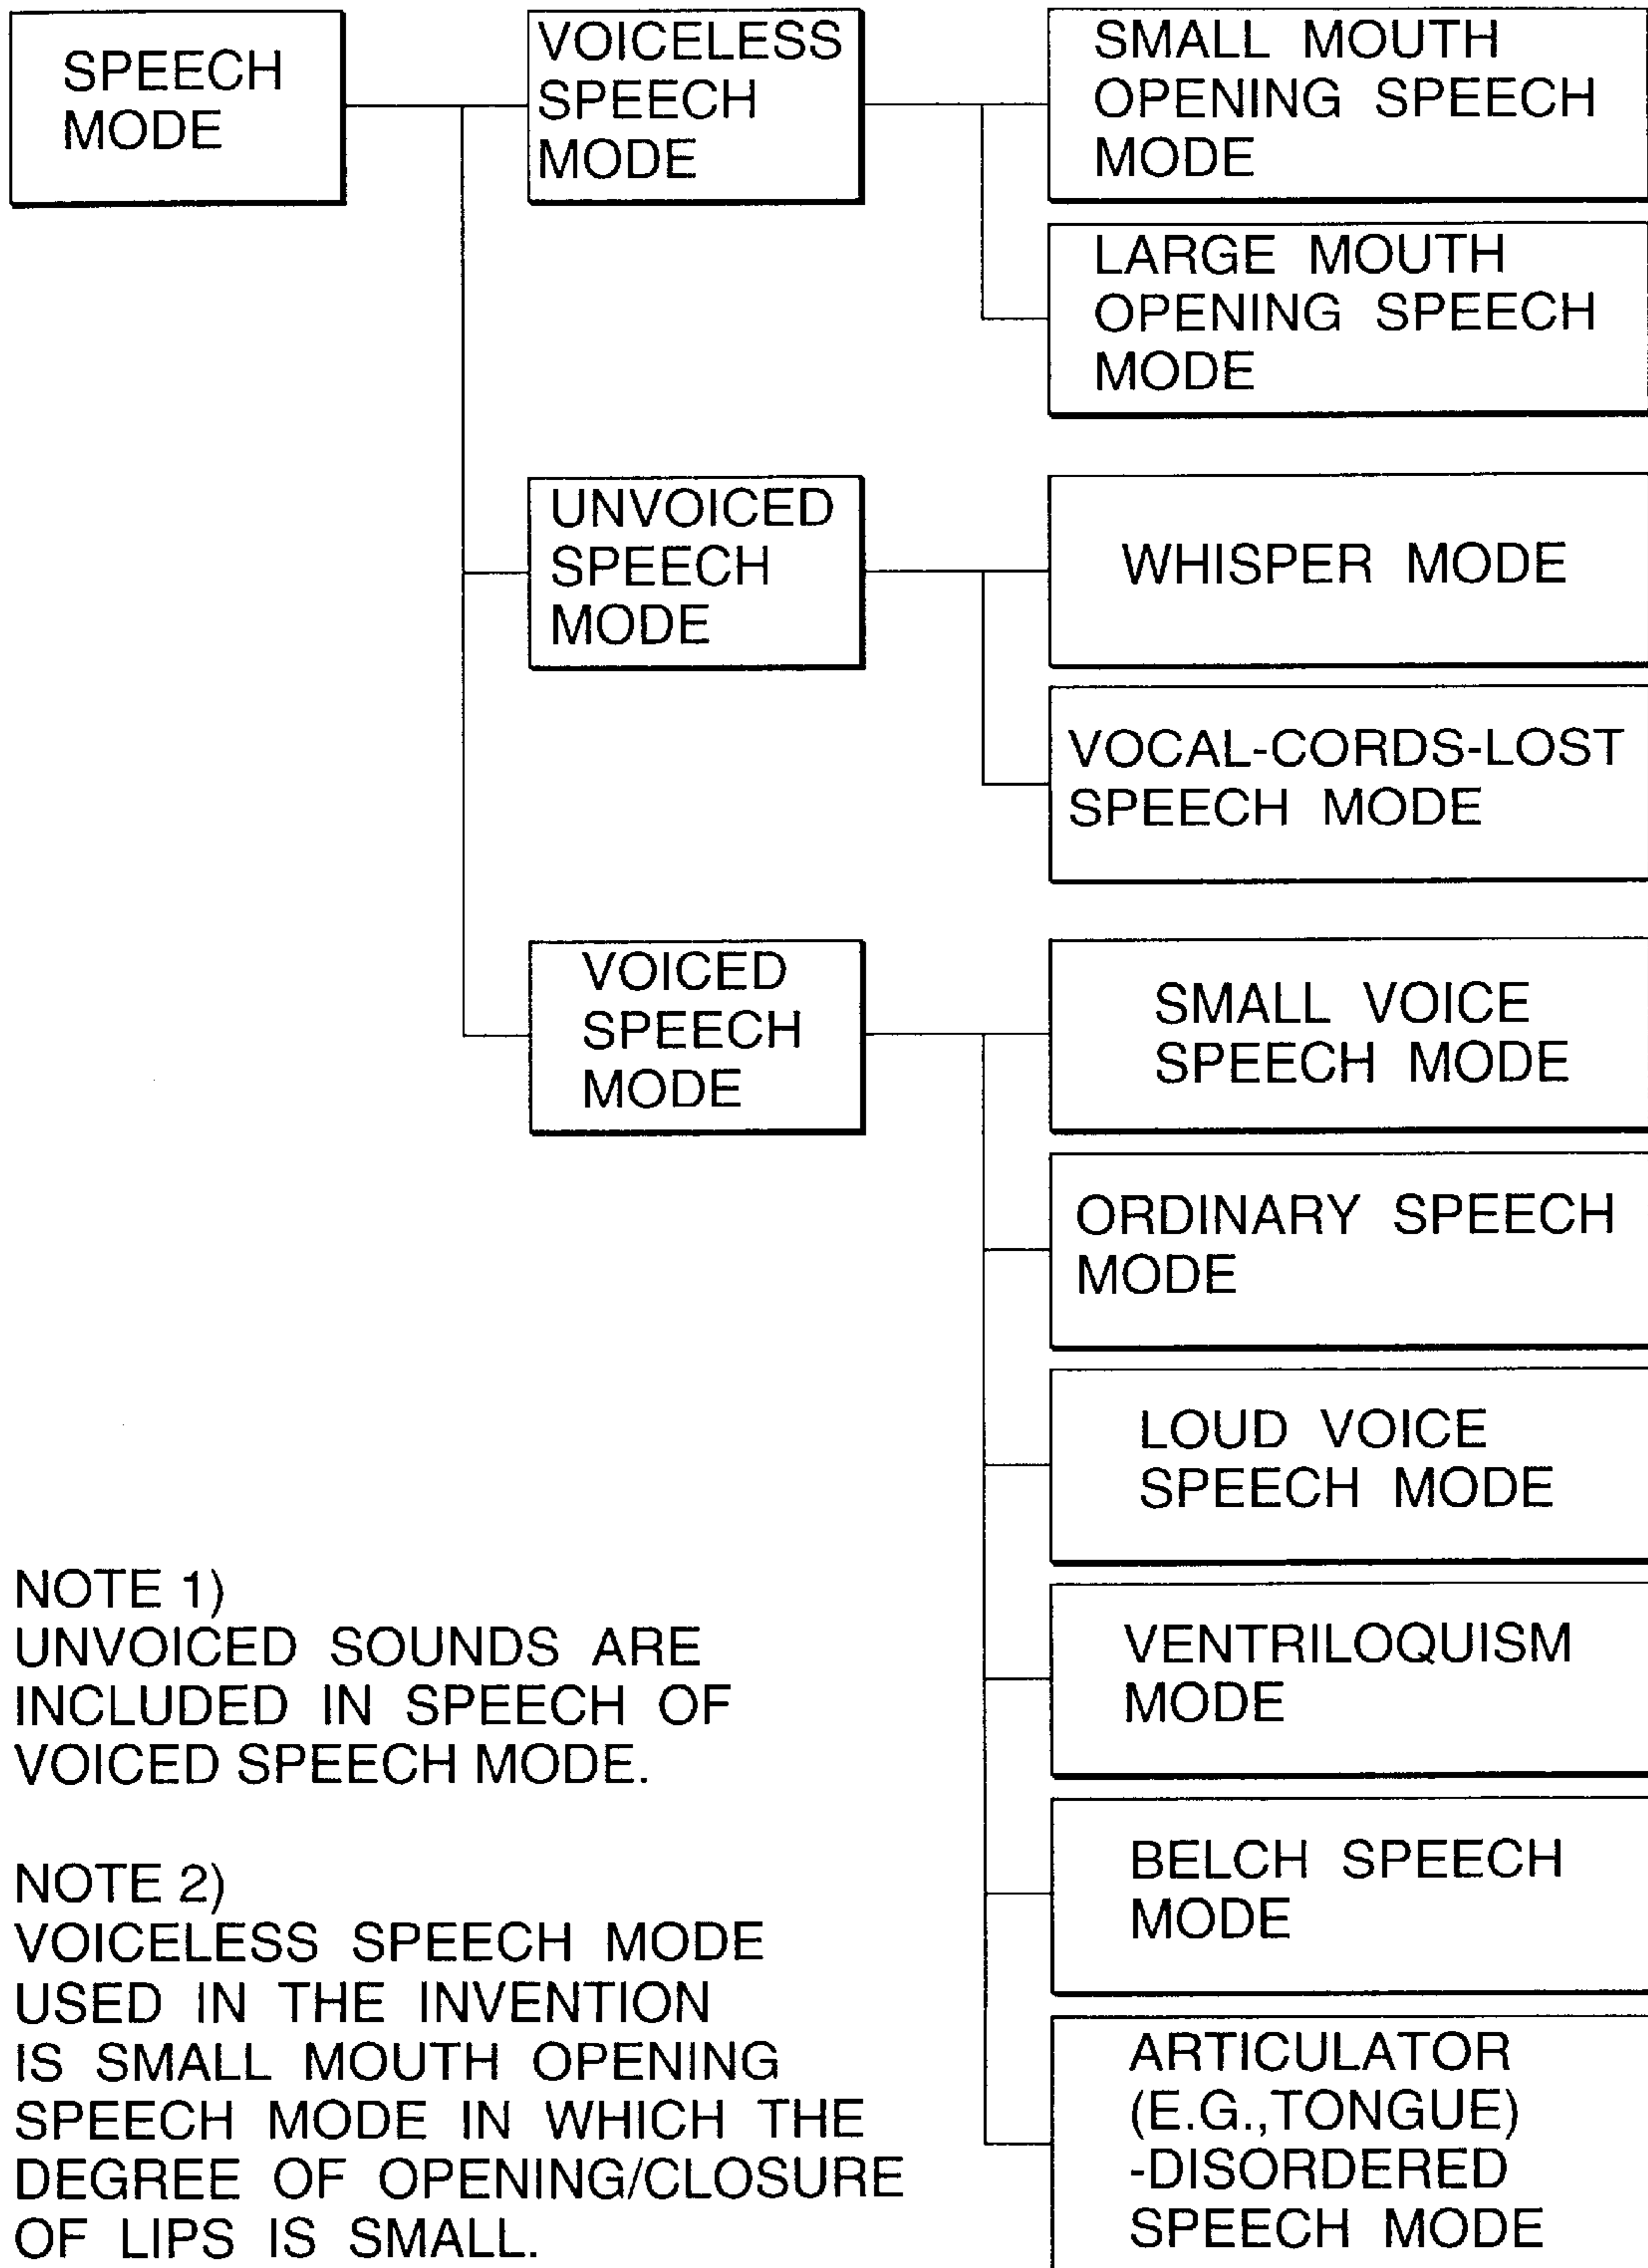 SPEECH
MODE
VOICELESS
SPEECH
MODE
SMALL MOUTH
OPENING SPEECH
MODE
LARGE MOUTH
OPENING SPEECH
MODE
UNVOICED
SPEECH
MODE
WHISPER MODE
VOCAL-CORDS-LOST
SPEECH MODE
VOICED
SPEECH
MODE
SMALL VOICE
SPEECH MODE
ORDINARY SPEECH
MODE
LOUD VOICE
SPEECH MODE
VENTRILOQUISM
MODE
BELCH SPEECH
MODE
ARTICULATOR
(E.G.,TONGUE)
-DISORDERED
SPEECH MODE
NOTE 1)
UNVOICED SOUNDS ARE
INCLUDED IN SPEECH OF
VOICED SPEECH MODE.
NOTE 2)
VOICELESS SPEECH MODE
USED IN THE INVENTION
IS SMALL MOUTH OPENING
SPEECH MODE IN WHICH THE
DEGREE OF OPENING/CLOSURE
OF LIPS IS SMALL.